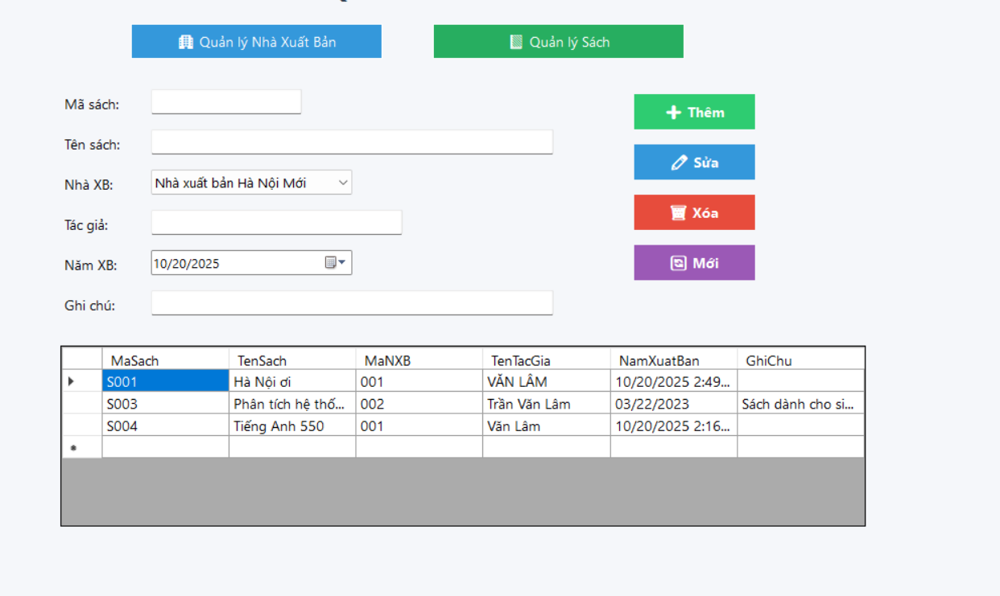 Quản lý Nhà Xuất Bản
Quản lý Sách
Mã sách:
Thêm
Tên sách:
Sửa
Nhà XB: Nhà xuất bản Hà Nội Mới
Xóa
Tác giả:
Năm XB: 10/20/2025
Mới
Ghi chú:
MaSach TenSach MaNXB TenTacGia NamXuatBan GhiChu
S001 Hà Nội ơi 001 VĂN LÂM 10/20/2025 2:49...
S003 Phân tích hệ thố... 002 Trần Văn Lâm 03/22/2023 Sách dành cho si...
S004 Tiếng Anh 550 001 Văn Lâm 10/20/2025 2:16...